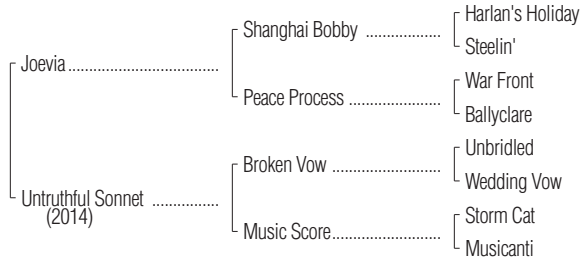 Harlan's Holiday
Shanghai Bobby ..................
Steelin'
Joevia ....................................
War Front
Peace Process ......................
Ballyclare
Unbridled
Broken Vow ..........................
Wedding Vow
Untruthful Sonnet ................
(2014)
Storm Cat
Music Score ..........................
Musicanti